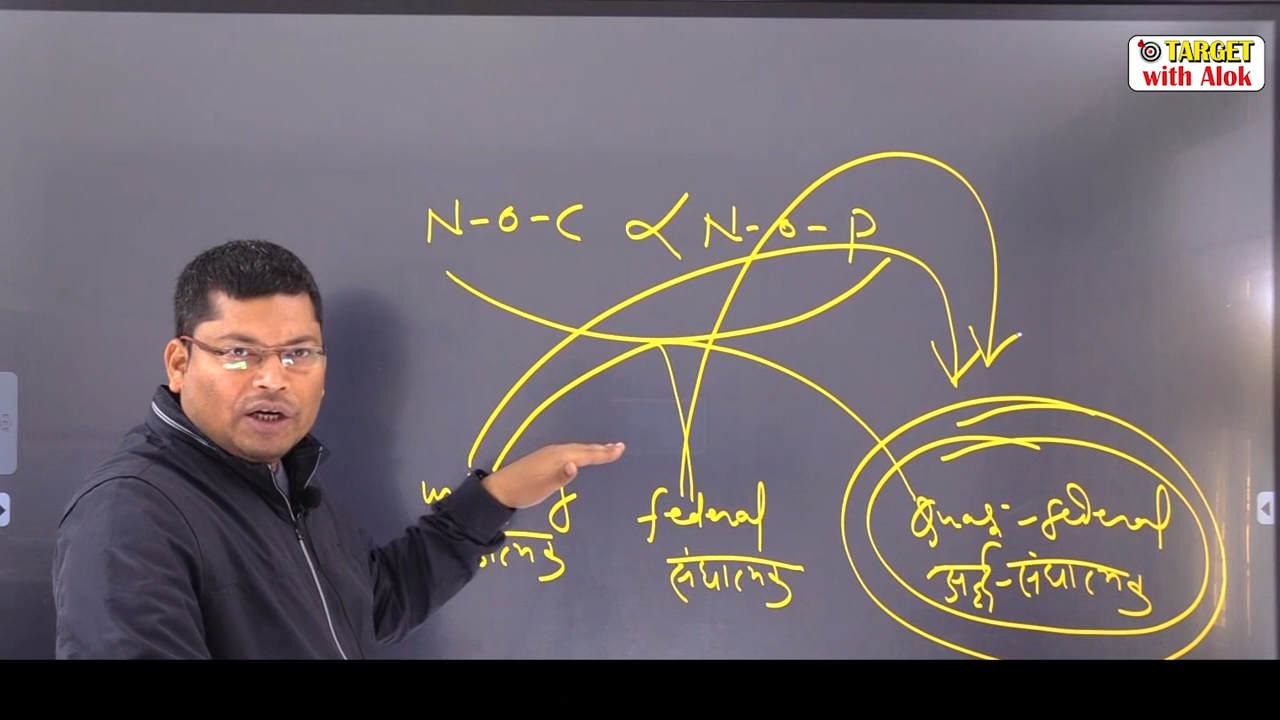 TARGET
with Alok
N-O-C ∝ N-O-P
federal Quasi-federal
संघात्मक अर्द्ध-संघात्मक